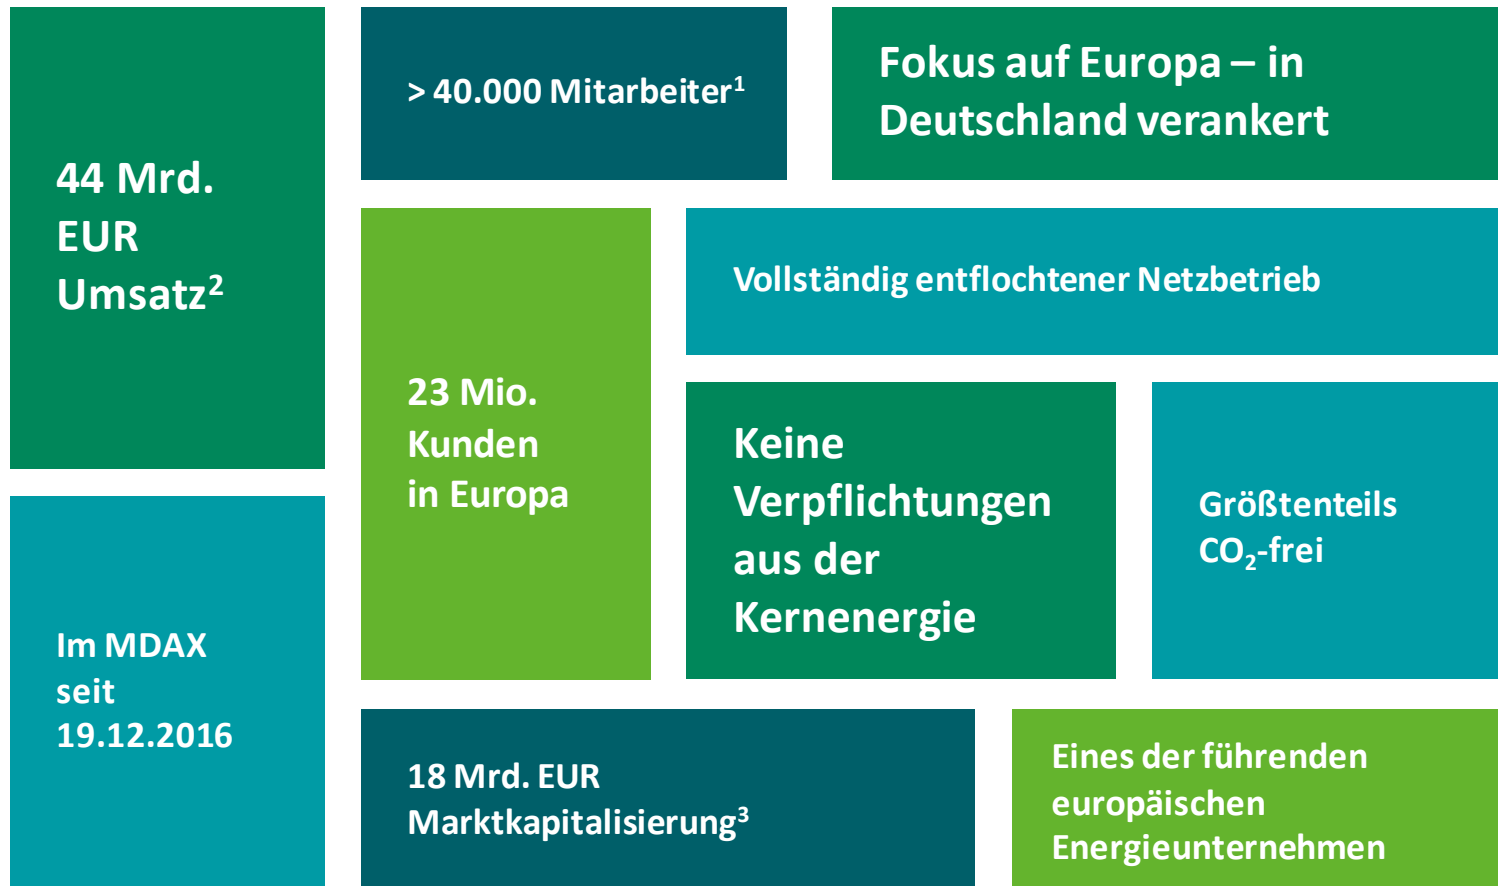 44 Mrd.
EUR
Umsatz²
> 40.000 Mitarbeiter¹
Fokus auf Europa – in
Deutschland verankert
23 Mio.
Kunden
in Europa
Vollständig entflochtener Netzbetrieb
Keine
Verpflichtungen
aus der
Kernenergie
Größtenteils
CO₂-frei
Im MDAX
seit
19.12.2016
18 Mrd. EUR
Marktkapitalisierung³
Eines der führenden
europäischen
Energieunternehmen